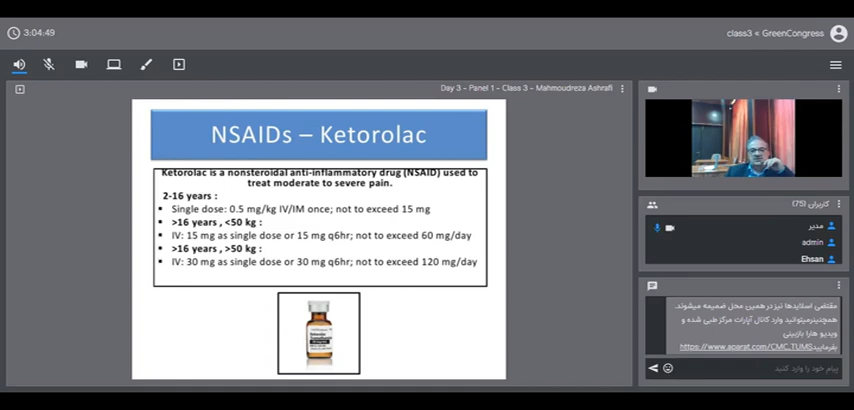 3:04:49
class3 « GreenCongress
Day 3 - Panel 1 - Class 3 - Mahmoudreza Ashrafi
NSAIDs – Ketorolac
Ketorolac is a nonsteroidal anti-inflammatory drug (NSAID) used to
treat moderate to severe pain.
2-16 years :
▪ Single dose: 0.5 mg/kg IV/IM once; not to exceed 15 mg
▪ >16 years , <50 kg :
▪ IV: 15 mg as single dose or 15 mg q6hr; not to exceed 60 mg/day
▪ >16 years , >50 kg :
▪ IV: 30 mg as single dose or 30 mg q6hr; not to exceed 120 mg/day
کاربران (75)
مدیر
admin
Ehsan
مقتضی اسلایدها نیز در همین محل ضمیمه میشوند.
همچنین میتوانید وارد کانال آپارات مرکز طبی شده و
ویدیو هارا بازبینی
بفرمایید https://www.aparat.com/CMC_TUMS
پیام خود را وارد کنید